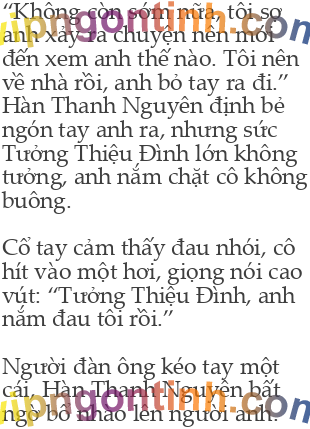 “Không còn sớm nữa, tôi sợ
anh xảy ra chuyện nên mới
đến xem anh thế nào. Tôi nên
về nhà rồi, anh bỏ tay ra đi.”
Hàn Thanh Nguyên định bẻ
ngón tay anh ra, nhưng sức
Tưởng Thiệu Đình lớn không
tưởng, anh nắm chặt cô không
buông.

Cổ tay cảm thấy đau nhói, cô
hít vào một hơi, giọng nói cao
vút: “Tưởng Thiệu Đình, anh
nắm đau tôi rồi.”

Người đàn ông kéo tay một
cái, Hàn Thanh Nguyên bất
ngờ bổ nhào lên người anh.
vipngontinh.com
vipngontinh.com